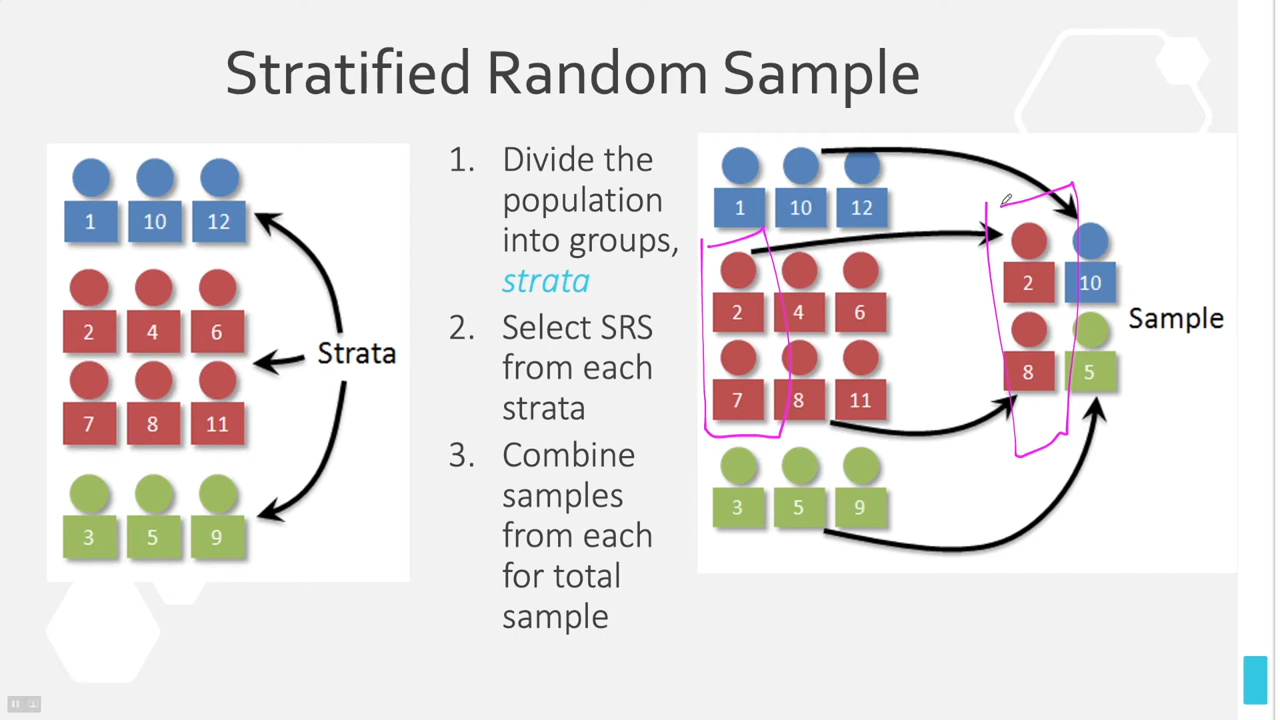 Stratified Random Sample
1 10 12
2 4 6
7 8 11
3 5 9
Strata
1. Divide the
population
into groups,
strata
2. Select SRS
from each
strata
3. Combine
samples
from each
for total
sample
1 10 12
2 4 6
7 8 11
3 5 9
2 10
8 5
Sample